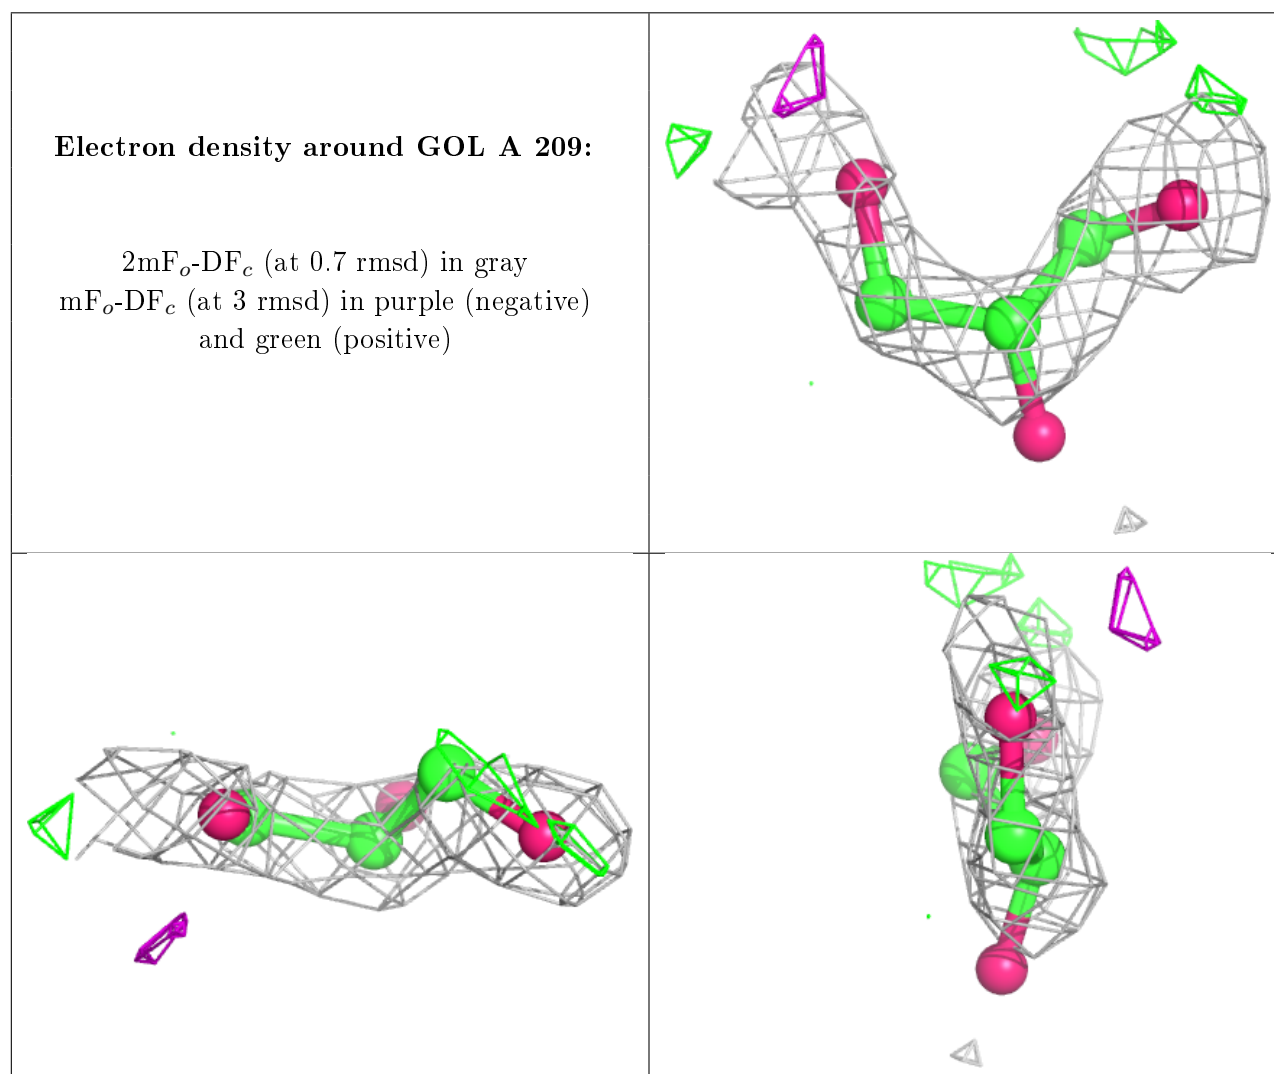 Electron density around GOL A 209:
2mFo-DFc (at 0.7 rmsd) in gray
mFo-DFc (at 3 rmsd) in purple (negative)
and green (positive)